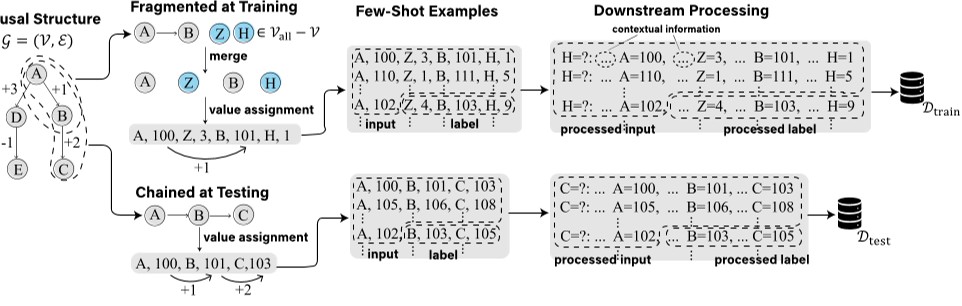 usal Structure
𝒢 = (𝒱, ℰ)
A
+3
+1
D
B
-1
+2
E
C
Fragmented at Training
A
B
Z
H
∈ 𝒱all − 𝒱
merge
A
Z
B
H
value assignment
A, 100, Z, 3, B, 101, H, 1
+1
Chained at Testing
A
B
C
value assignment
A, 100, B, 101, C,103
+1
+2
Few-Shot Examples
A, 100, Z, 3, B, 101, H, 1
A, 110, Z, 1, B, 111, H, 5
A, 102, Z, 4, B, 103, H, 9
input
label
A, 100, B, 101, C, 103
A, 105, B, 106, C, 108
A, 102, B, 103, C, 105
input
label
Downstream Processing
contextual information
H=?: ... A=100, ... Z=3, ... B=101, ... H=1
H=?: ... A=110, ... Z=1, ... B=111, ... H=5
H=?: ... A=102, ... Z=4, ... B=103, ... H=9
processed input
processed label
𝒟train
C=?: ... A=100, ... B=101, ... C=103
C=?: ... A=105, ... B=106, ... C=108
C=?: ... A=102, ... B=103, ... C=105
processed input
processed label
𝒟test